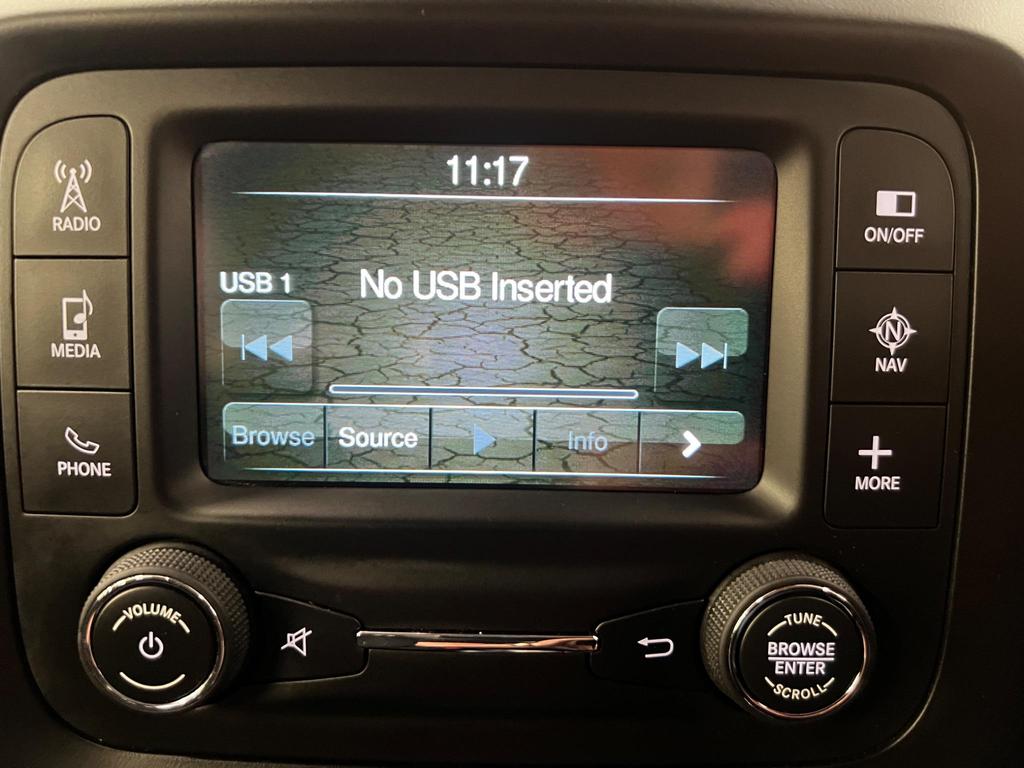 11:17
RADIO
ON/OFF
USB 1
No USB Inserted
MEDIA
N
NAV
Browse
Source
Info
PHONE
MORE
VOLUME
TUNE
BROWSE
ENTER
SCROLL